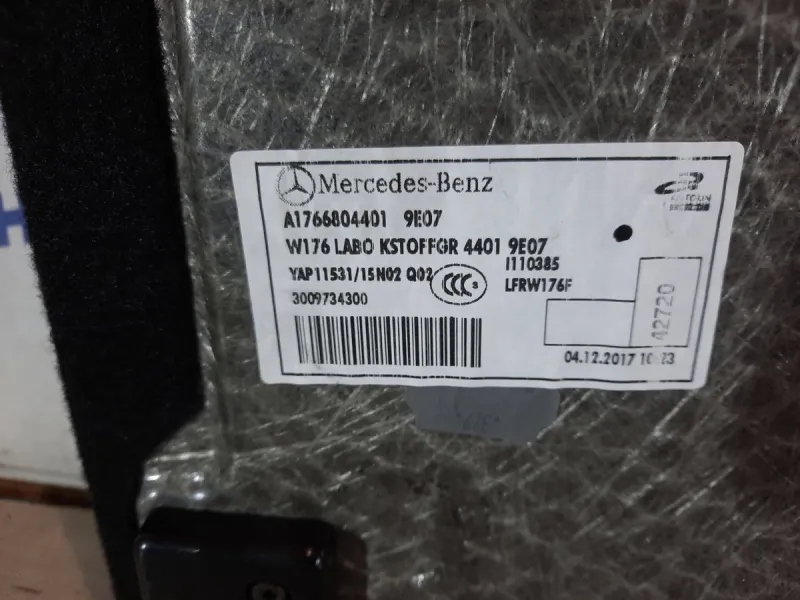 Mercedes-Benz
A1766804401 9E07
W176 LABO KSTOFFGR 4401 9E07
YAP11531/15N02 Q02
CCC S
I110385
LFRW176F
3009734300
42720
04.12.2017